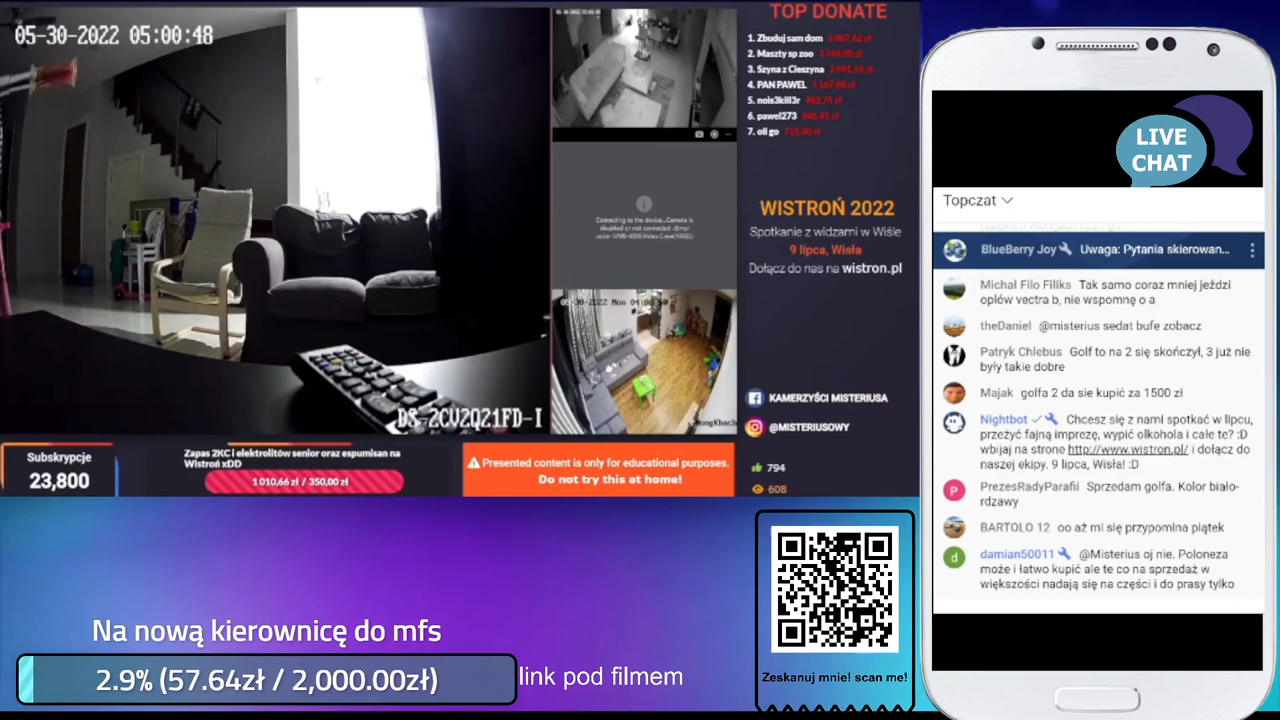 05-30-2022 05:00:48
DS-2CV2Q21FD-I
05-30-2022 Mon 04:00:
TOP DONATE
1. Zbuduj sam dom
2. Maszty sp zoo
3. Szyna z Cieszyna
4. PAN PAWEL
5. nois3kill3r
6. pawel273
7. oli go
WISTROŃ 2022
Spotkanie z widzami w Wiśle
9 lipca, Wisła
Dołącz do nas na wistron.pl
KAMERZYŚCI MISTERIUSA
@MISTERIUSOWY
794
608
Subskrypcje
23,800
Zapas 2KC i elektrolitów senior oraz espumisan na
Wistroń xDD
1 010,66 zł / 350,00 zł
Presented content is only for educational purposes.
Do not try this at home!
Na nową kierownicę do mfs
2.9% (57.64zł / 2,000.00zł)
link pod filmem
Zeskanuj mnie! scan me!
LIVE
CHAT
Topczat
BlueBerry Joy Uwaga: Pytania skierowan...
Michał Filo Filiks Tak samo coraz mniej jeździ
oplów vectra b, nie wspomnę o a
theDaniel @misterius sedat bufe zobacz
Patryk Chlebus Golf to na 2 się skończył, 3 już nie
były takie dobre
Majak golfa 2 da sie kupić za 1500 zł
Nightbot Chcesz się z nami spotkać w lipcu,
przeżyć fajną imprezę, wypić olkohola i całe te? :D
wbijaj na strone http://www.wistron.pl/ i dołącz do
naszej ekipy. 9 lipca, Wisła! :D
PrezesRadyParafii Sprzedam golfa. Kolor biało-
rdzawy
BARTOLO 12 oo aż mi się przypomina piątek
damian50011 @Misterius oj nie. Poloneza
może i łatwo kupić ale te co na sprzedaż w
większości nadają się na części i do prasy tylko